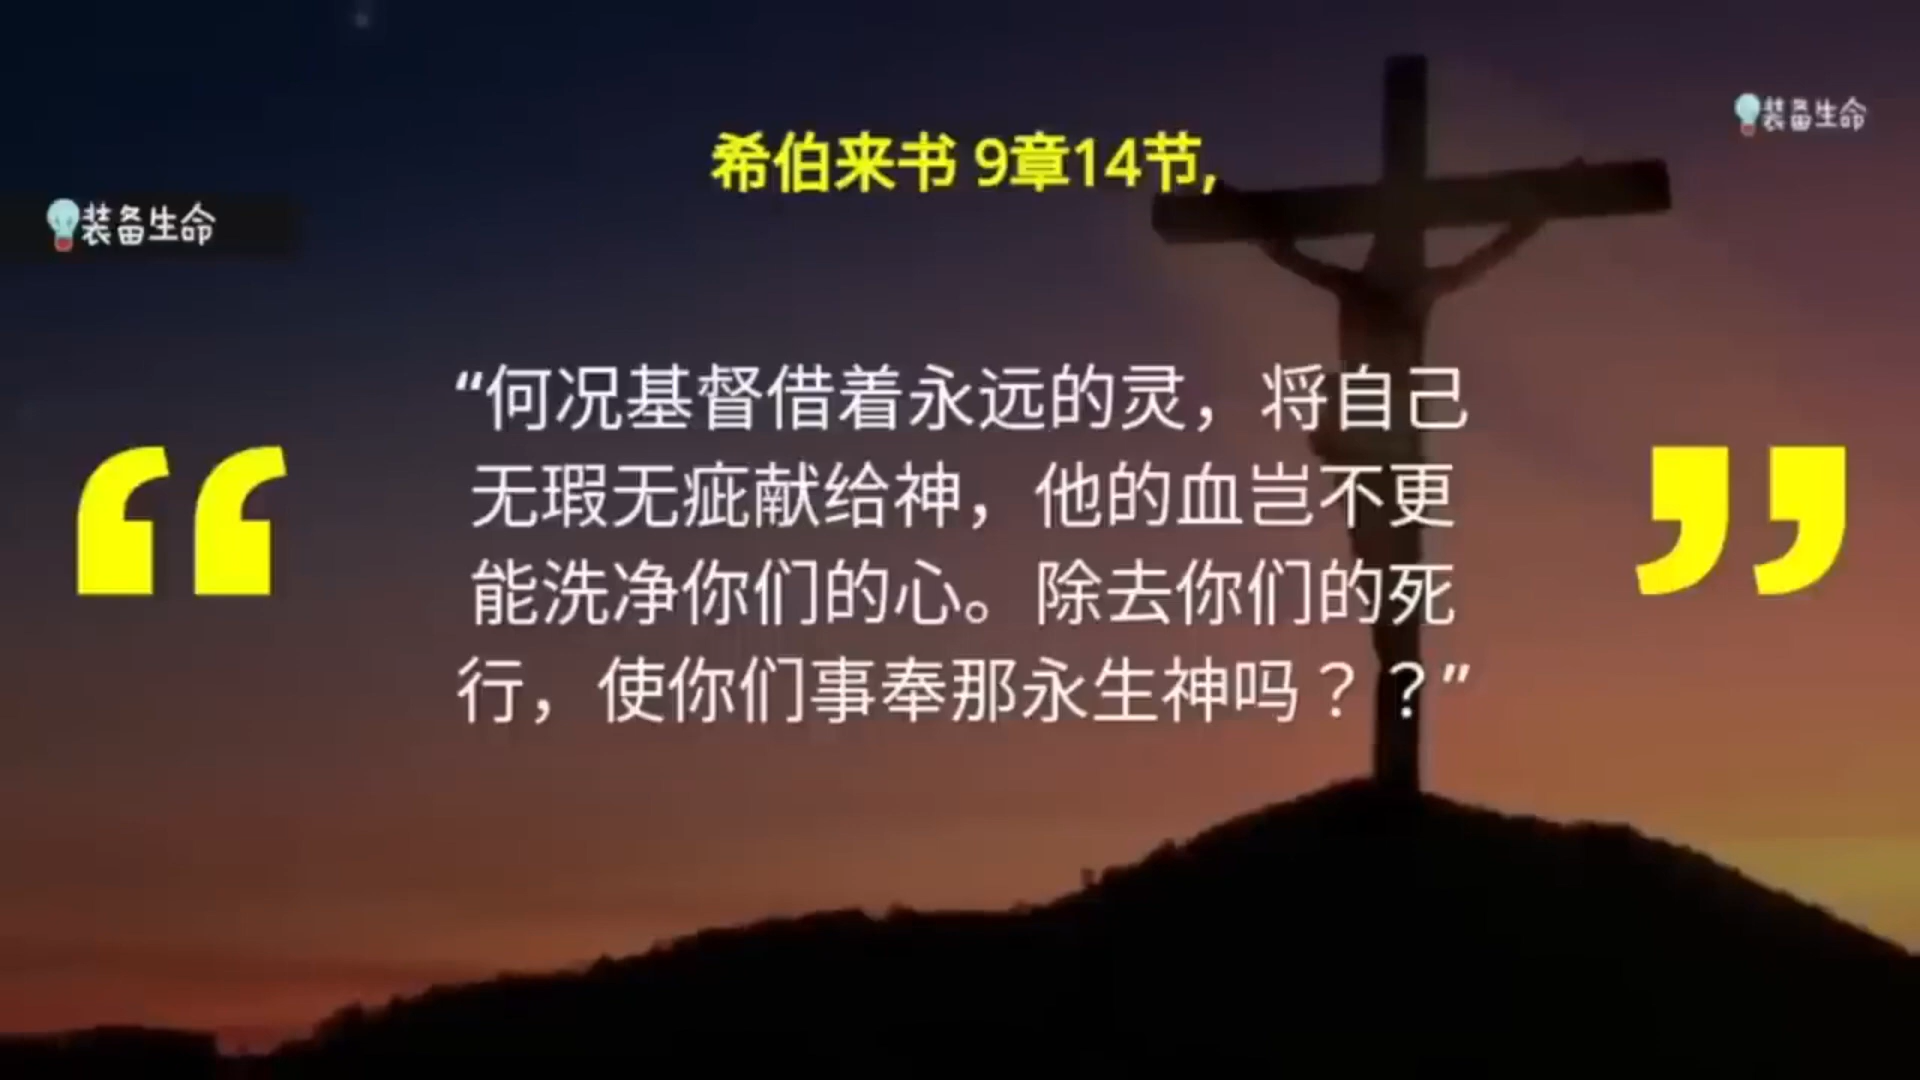 装备生命
希伯来书 9章14节,
装备生命
“何况基督借着永远的灵，将自己
无瑕无疵献给神，他的血岂不更
能洗净你们的心。除去你们的死
行，使你们事奉那永生神吗？？”